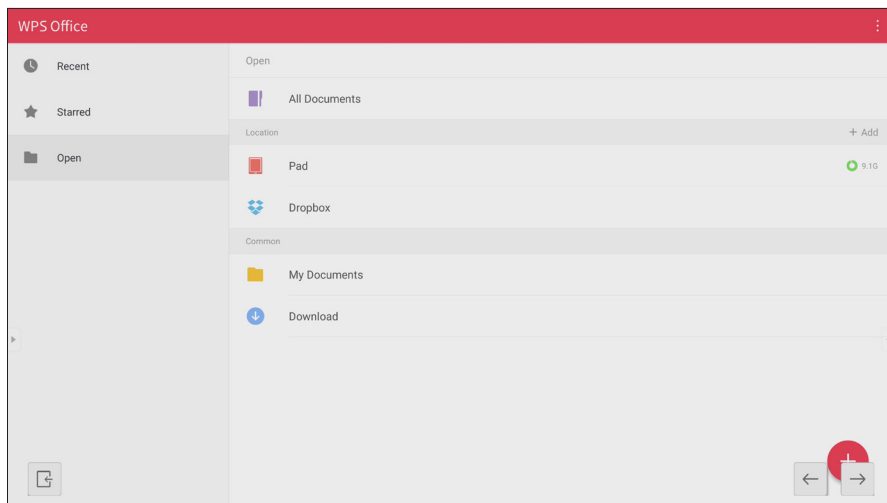 WPS Office
Recent
Starred
Open
Open
All Documents
Location
+ Add
Pad
9.1G
Dropbox
Common
My Documents
Download